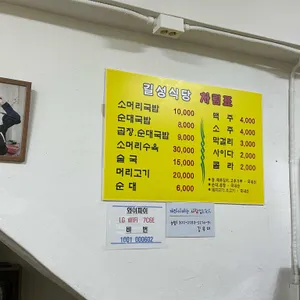 길성식당 차림표
소머리국밥 10,000
순대국밥 8,000
곱창.순대국밥 9,000
소머리수육 30,000
술국 15,000
머리고기 20,000
순대 6,000
맥주 4,000
소주 4,000
막걸리 3,000
사이다 2,000
콜라 2,000
와이파이
LG WiFi 7C5E
비번
1001 000602